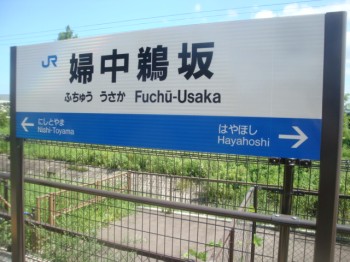 JR 婦中鵜坂
ふちゅう うさか Fuchū-Usaka
にしとやま はやほし
Nishi-Toyama Hayahoshi